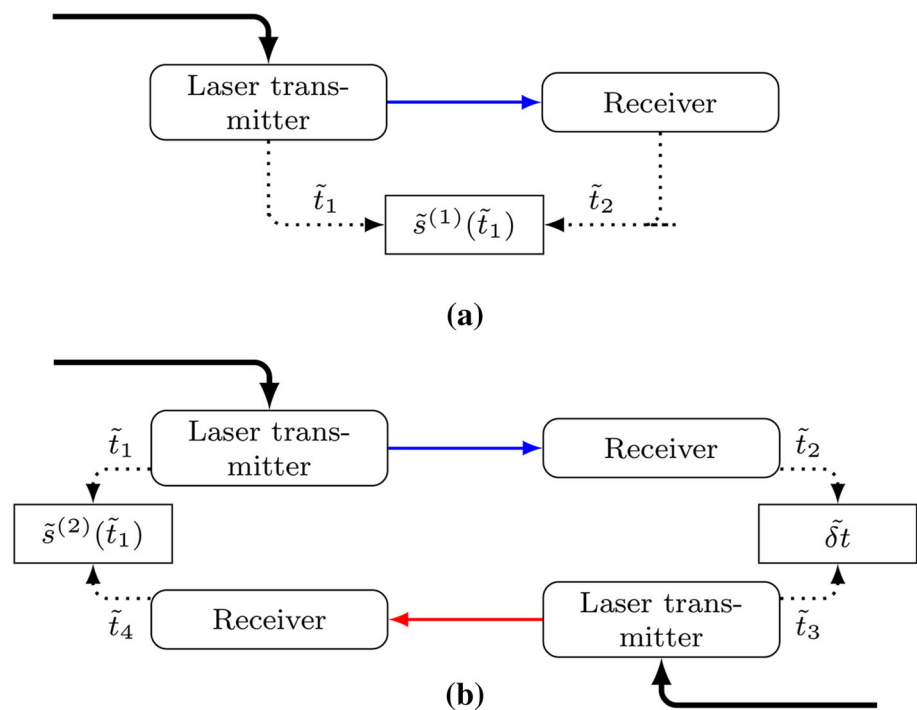 Laser trans-
mitter
Receiver
t̃₁
t̃₂
s̃⁽¹⁾(t̃₁)
(a)
Laser trans-
mitter
Receiver
t̃₁
t̃₂
s̃⁽²⁾(t̃₁)
δ̃t
Receiver
Laser trans-
mitter
t̃₄
t̃₃
(b)